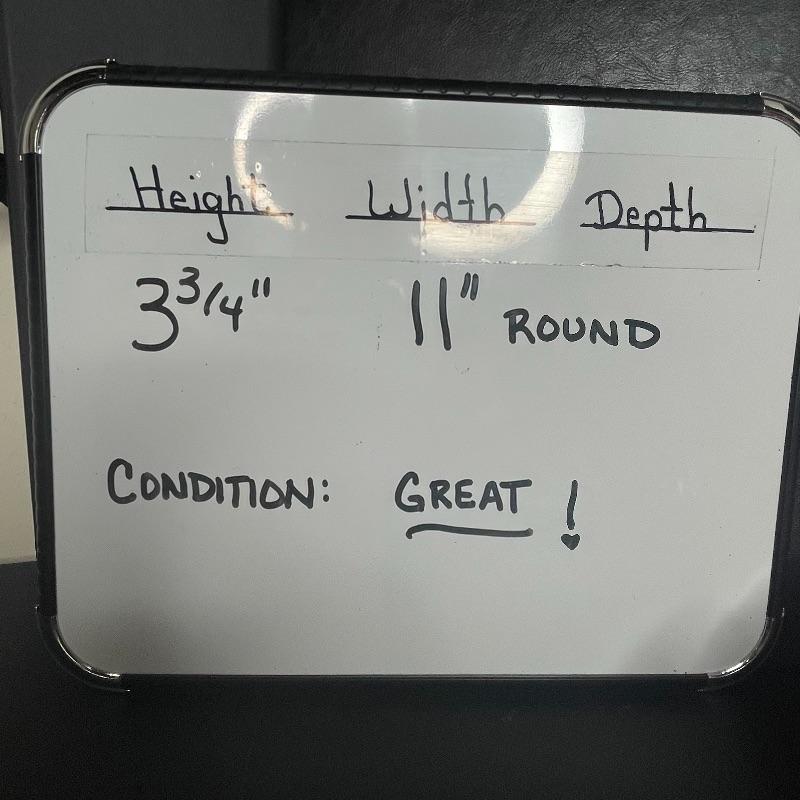 Height Width Depth
3 3/4" 11" ROUND
CONDITION: GREAT!